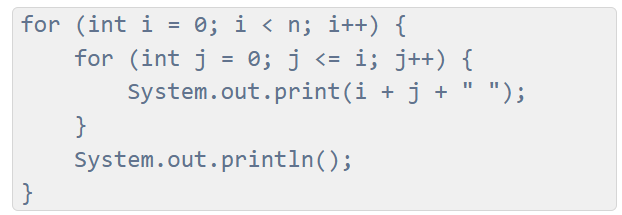 for (int i = 0; i < n; i++) {
    for (int j = 0; j <= i; j++) {
        System.out.print(i + j + " ");
    }
    System.out.println();
}